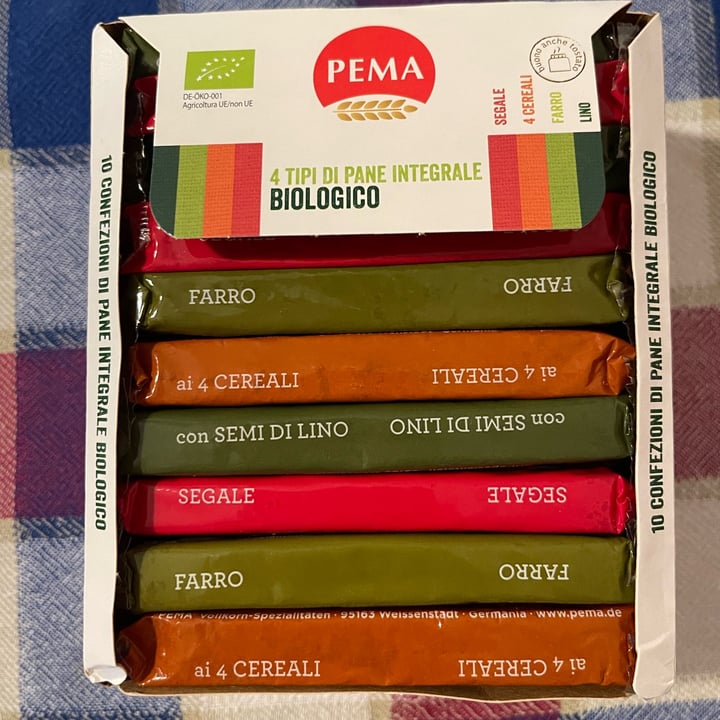 PEMA
DE-ÖKO-001
Agricoltura UE/non UE
buono anche tostato
SEGALE
4 CEREALI
FARRO
LINO
4 TIPI DI PANE INTEGRALE
BIOLOGICO
10 CONFEZIONI DI PANE INTEGRALE BIOLOGICO
10 CONFEZIONI DI PANE INTEGRALE BIOLOGICO
FARRO FARRO
ai 4 CEREALI ai 4 CEREALI
con SEMI DI LINO con SEMI DI LINO
SEGALE SEGALE
FARRO FARRO
PEMA Vollkorn-Spezialitäten · 95163 Weissenstadt · Germania · www.pema.de
ai 4 CEREALI ai 4 CEREALI